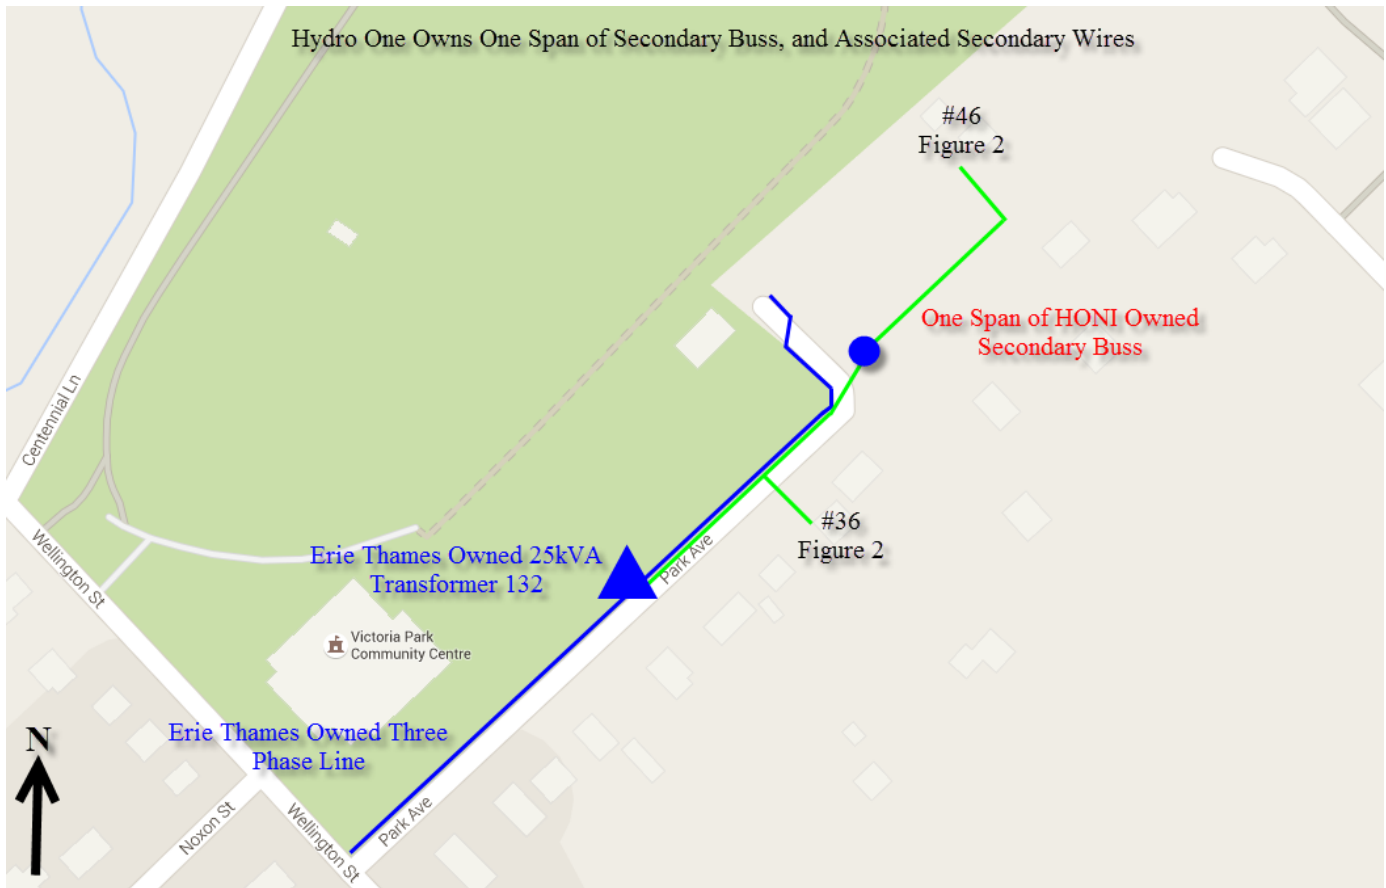 Hydro One Owns One Span of Secondary Buss, and Associated Secondary Wires
#46
Figure 2
One Span of HONI Owned
Secondary Buss
Centennial Ln
#36
Figure 2
Erie Thames Owned 25kVA
Transformer 132
Park Ave
Wellington St
Victoria Park
Community Centre
Erie Thames Owned Three
Phase Line
N
Noxon St
Wellington St
Park Ave